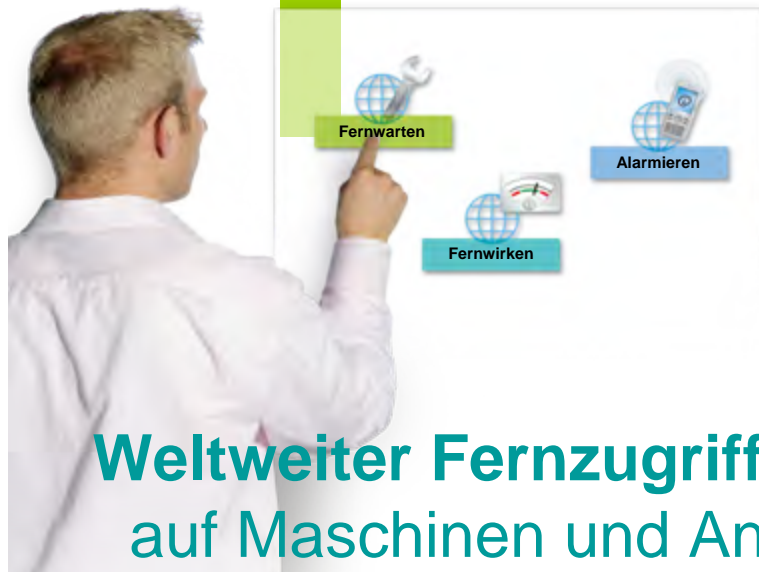 Fernwarten
Alarmieren
Fernwirken
Weltweiter Fernzugriff
auf Maschinen und An